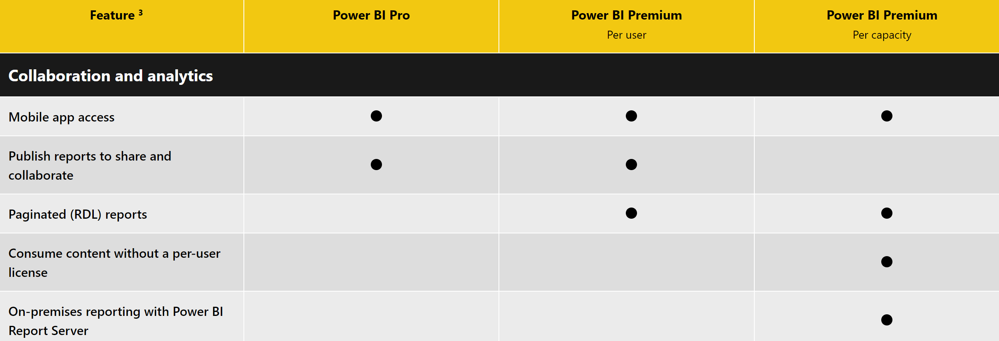 Feature ³
Power BI Pro
Power BI Premium
Per user
Power BI Premium
Per capacity
Collaboration and analytics
Mobile app access
Publish reports to share and
collaborate
Paginated (RDL) reports
Consume content without a per-user
license
On-premises reporting with Power BI
Report Server